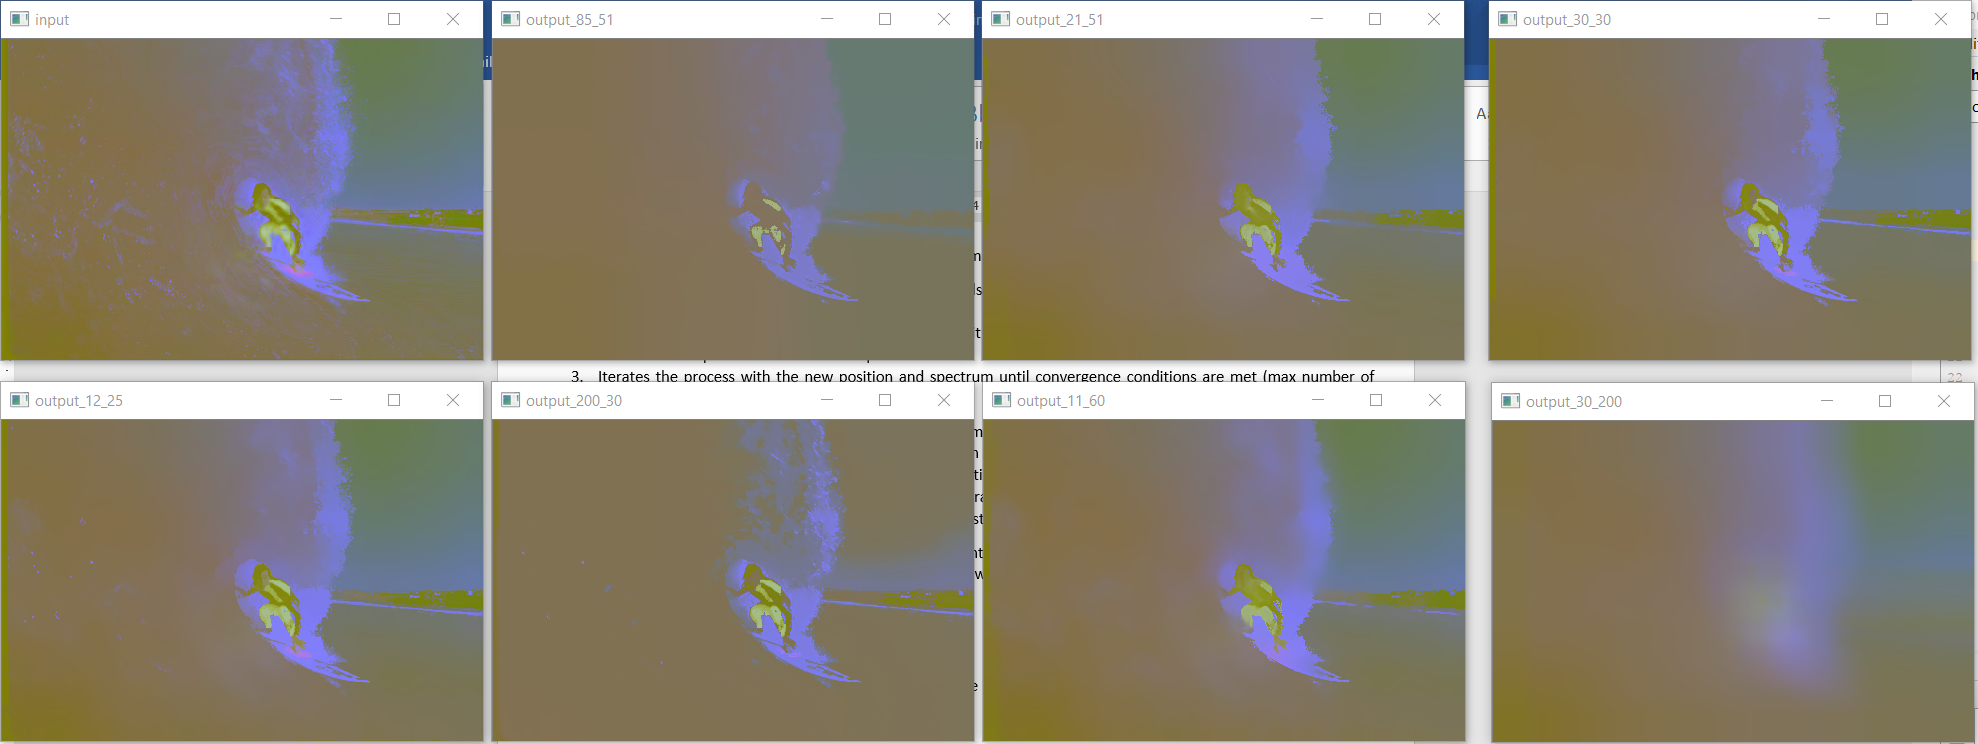 input
output_85_51
output_21_51
output_30_30
3. Iterates the process with the new position and spectrum until convergence conditions are met (max number of
output_12_25
output_200_30
output_11_60
output_30_200